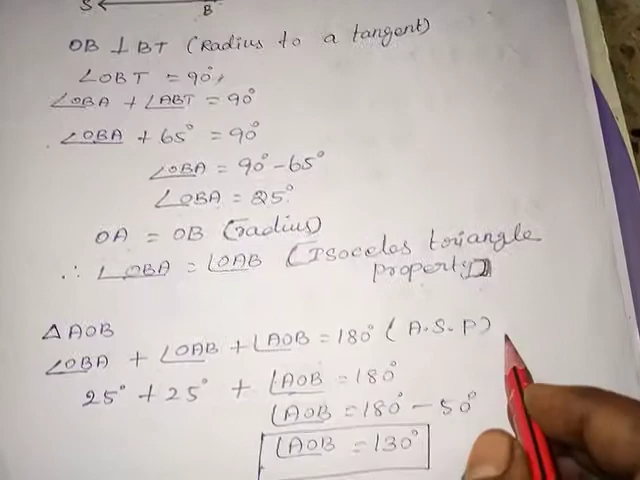 S B
OB ⊥ BT (Radius to a tangent)
∠OBT = 90°,
∠OBA + ∠ABT = 90°
∠OBA + 65° = 90°
∠OBA = 90° - 65°
∠OBA = 25°
OA = OB (radius)
∴ ∠OBA = ∠OAB (Isoceles triangle
property)
△AOB
∠OBA + ∠OAB + ∠AOB = 180° (A.S.P)
25° + 25° + ∠AOB = 180°
∠AOB = 180° - 50°
∠AOB = 130°